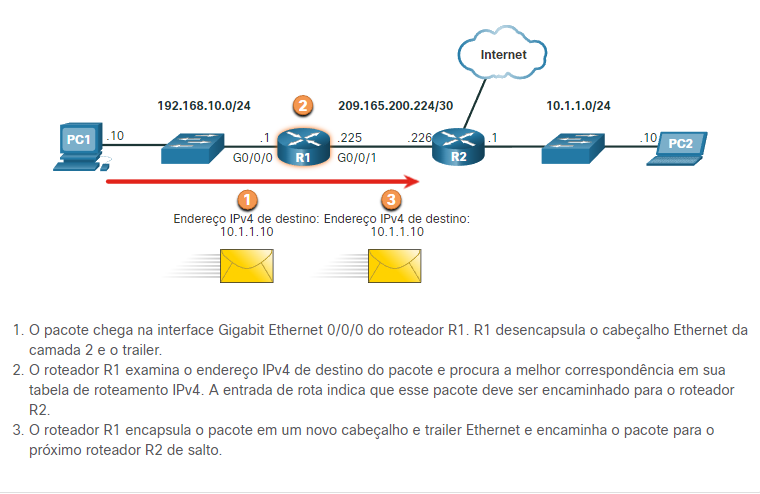 Internet
192.168.10.0/24
2
209.165.200.224/30
10.1.1.0/24
PC1
.10
.1
.225
.226
.1
.10
PC2
G0/0/0
R1
G0/0/1
R2
1
3
Endereço IPv4 de destino: Endereço IPv4 de destino:
10.1.1.10
10.1.1.10
1. O pacote chega na interface Gigabit Ethernet 0/0/0 do roteador R1. R1 desencapsula o cabeçalho Ethernet da
camada 2 e o trailer.
2. O roteador R1 examina o endereço IPv4 de destino do pacote e procura a melhor correspondência em sua
tabela de roteamento IPv4. A entrada de rota indica que esse pacote deve ser encaminhado para o roteador
R2.
3. O roteador R1 encapsula o pacote em um novo cabeçalho e trailer Ethernet e encaminha o pacote para o
próximo roteador R2 de salto.